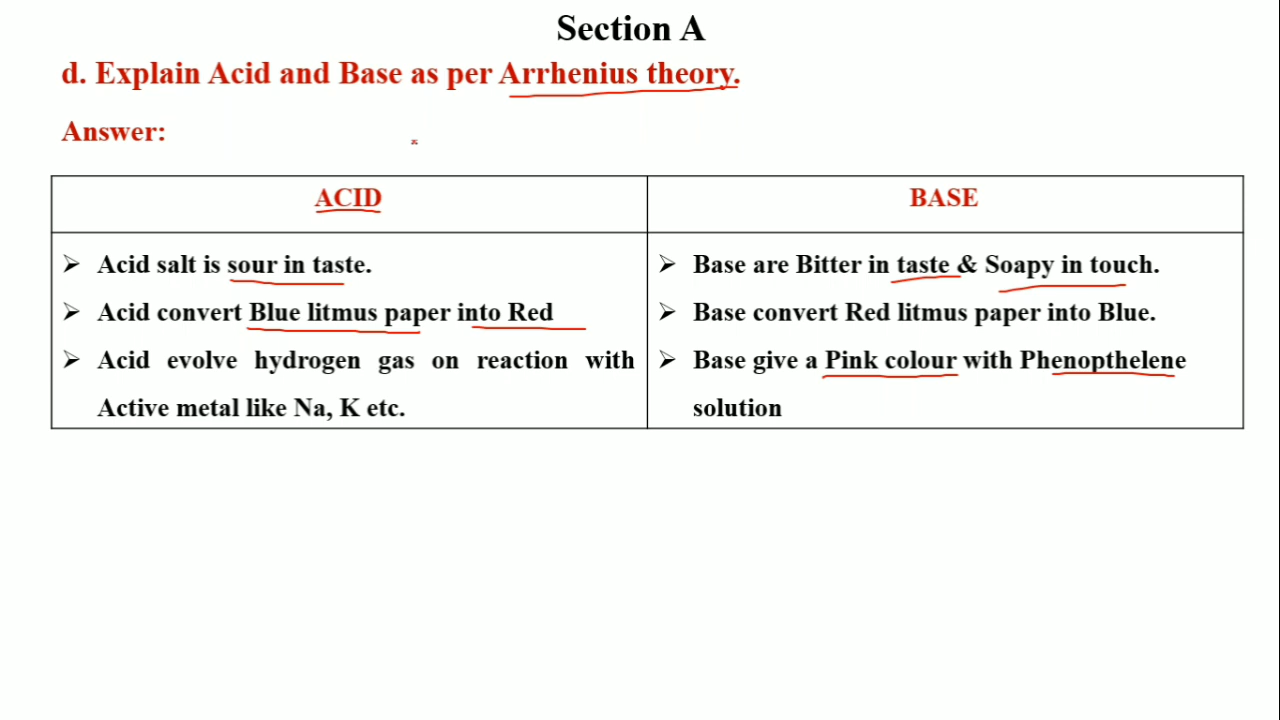 Section A
d. Explain Acid and Base as per Arrhenius theory.
Answer:
ACID
BASE
➢ Acid salt is sour in taste.
➢ Acid convert Blue litmus paper into Red
➢ Acid evolve hydrogen gas on reaction with
Active metal like Na, K etc.
➢ Base are Bitter in taste & Soapy in touch.
➢ Base convert Red litmus paper into Blue.
➢ Base give a Pink colour with Phenopthelene
solution